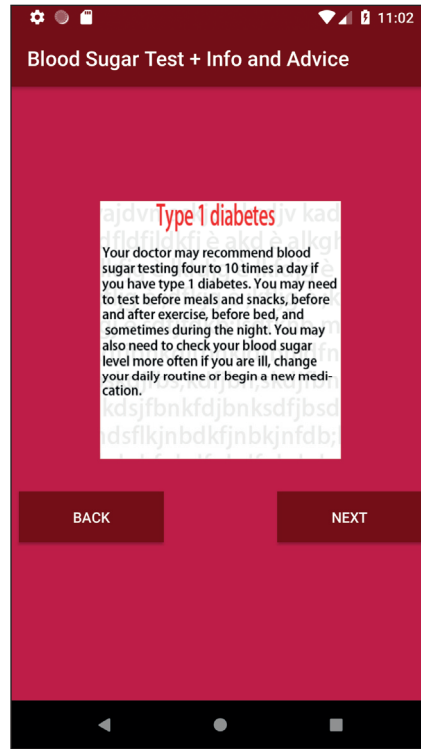 11:02
Blood Sugar Test + Info and Advice
Type 1 diabetes
Your doctor may recommend blood
sugar testing four to 10 times a day if
you have type 1 diabetes. You may need
to test before meals and snacks, before
and after exercise, before bed, and
somesemes during the night. You may
also need to check your blood sugar
level more often if you are ill, change
your daily routine or begin a new medi-
cation.
BACK
NEXT